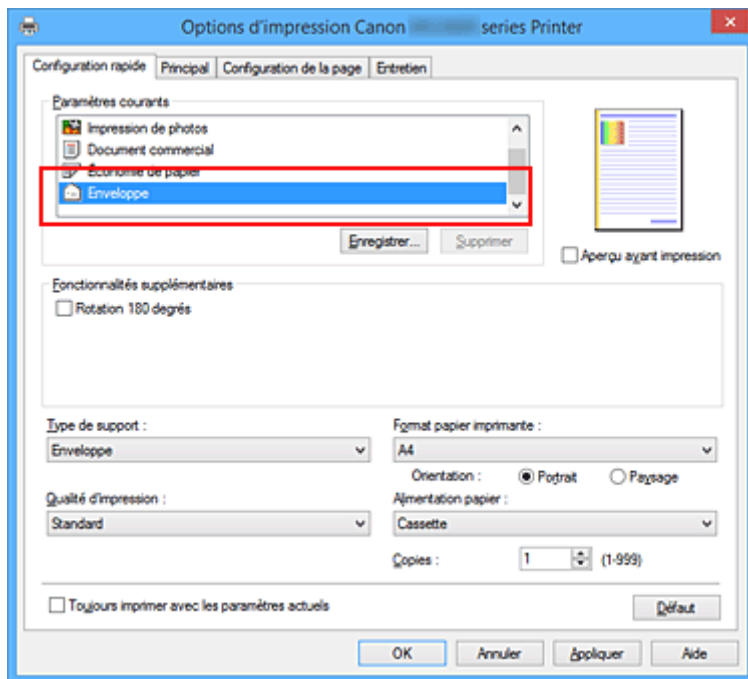 Options d'impression Canon series Printer
Configuration rapide Principal Configuration de la page Entretien
Paramètres courants
Impression de photos
Document commercial
Économie de papier
Enveloppe
Enregistrer... Supprimer
Aperçu avant impression
Fonctionnalités supplémentaires
Rotation 180 degrés
Type de support : Format papier imprimante :
Enveloppe A4
Orientation : Portrait Paysage
Qualité d'impression : Alimentation papier :
Standard Cassette
Copies : 1 (1-999)
Toujours imprimer avec les paramètres actuels Défaut
OK Annuler Appliquer Aide